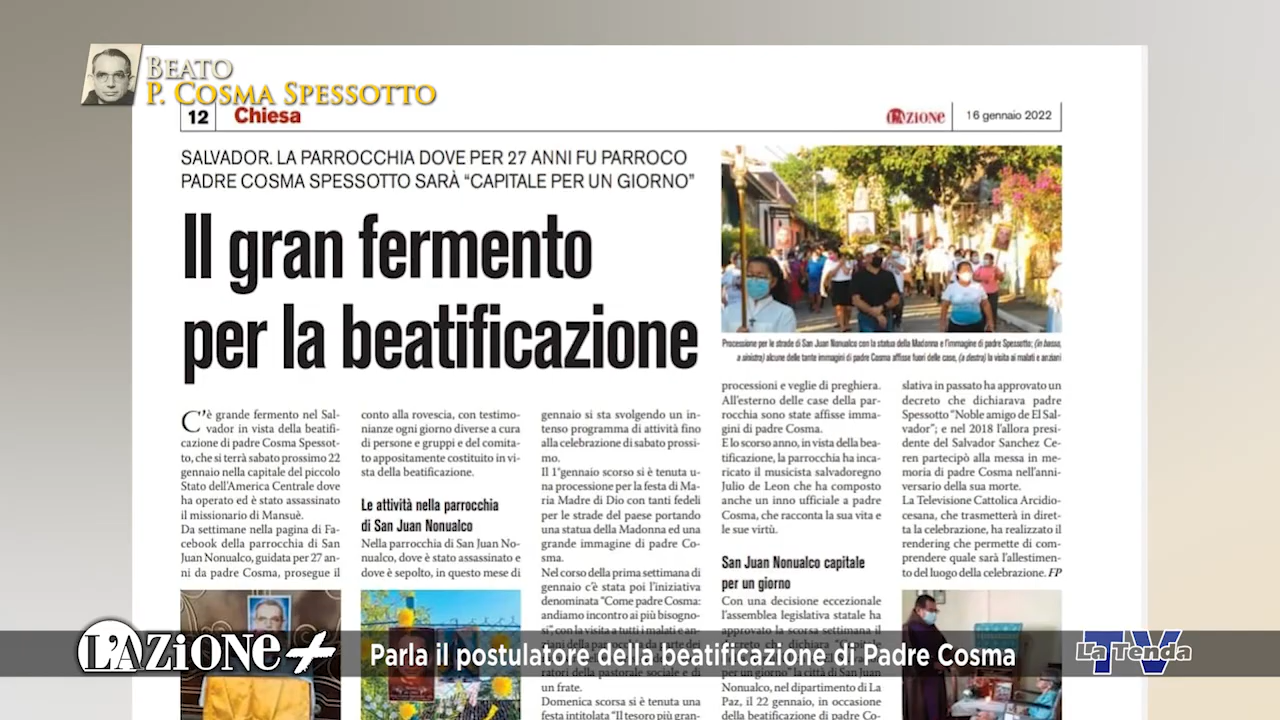 BEATO
P. COSMA SPESSOTTO
12
Chiesa
L'AZIONE
16 gennaio 2022
SALVADOR. LA PARROCCHIA DOVE PER 27 ANNI FU PARROCO
PADRE COSMA SPESSOTTO SARÀ “CAPITALE PER UN GIORNO”
Il gran fermento
per la beatificazione
Processione per le strade di San Juan Nonualco con la statua della Madonna e l'immagine di padre Spessotto; (in basso,
a sinistra) alcune delle tante immagini di padre Cosma affisse fuori delle case, (a destra) la visita ai malati e anziani
C'è grande fermento nel Sal-
vador in vista della beatifi-
cazione di padre Cosma Spessot-
to, che si terrà sabato prossimo 22
gennaio nella capitale del piccolo
Stato dell'America Centrale dove
ha operato ed è stato assassinato
il missionario di Mansuè.
Da settimane nella pagina di Fa-
cebook della parrocchia di San
Juan Nonualco, guidata per 27 an-
ni da padre Cosma, prosegue il
conto alla rovescia, con testimo-
nianze ogni giorno diverse a cura
di persone e gruppi e del comita-
to appositamente costituito in vi-
sta della beatificazione.
Le attività nella parrocchia
di San Juan Nonualco
Nella parrocchia di San Juan No-
nualco, dove è stato assassinato e
dove è sepolto, in questo mese di
gennaio si sta svolgendo un in-
tenso programma di attività fino
alla celebrazione di sabato prossi-
mo.
Il 1°gennaio scorso si è tenuta u-
na processione per la festa di Ma-
ria Madre di Dio con tanti fedeli
per le strade del paese portando
una statua della Madonna ed una
grande immagine di padre Co-
sma.
Nel corso della prima settimana di
gennaio c'è stata poi l'iniziativa
denominata “Come padre Cosma:
andiamo incontro ai più bisogno-
si”, con la visita a tutti i malati e an-
ziani della parrocchia da parte dei
ratori della pastorale sociale e di
un frate.
Domenica scorsa si è tenuta una
festa intitolata “Il tesoro più gran-
processioni e veglie di preghiera.
All'esterno delle case della par-
rocchia sono state affisse imma-
gini di padre Cosma.
E lo scorso anno, in vista della bea-
tificazione, la parrocchia ha inca-
ricato il musicista salvadoregno
Julio de Leon che ha composto
anche un inno ufficiale a padre
Cosma, che racconta la sua vita e
le sue virtù.
San Juan Nonualco capitale
per un giorno
Con una decisione eccezionale
l'assemblea legislativa statale ha
approvato la scorsa settimana il
decreto che dichiara “Capitale
per un giorno” la città di San Juan
Nonualco, nel dipartimento di La
Paz, il 22 gennaio, in occasione
della beatificazione di padre Co-
slativa in passato ha approvato un
decreto che dichiarava padre
Spessotto “Noble amigo de El Sal-
vador”; e nel 2018 l'allora presi-
dente del Salvador Sanchez Ce-
ren partecipò alla messa in me-
moria di padre Cosma nell'anni-
versario della sua morte.
La Televisione Cattolica Arcidio-
cesana, che trasmetterà in diret-
ta la celebrazione, ha realizzato il
rendering che permette di com-
prendere quale sarà l'allestimen-
to del luogo della celebrazione. FP
L'AZIONE +
Parla il postulatore della beatificazione di Padre Cosma
La Tenda TV